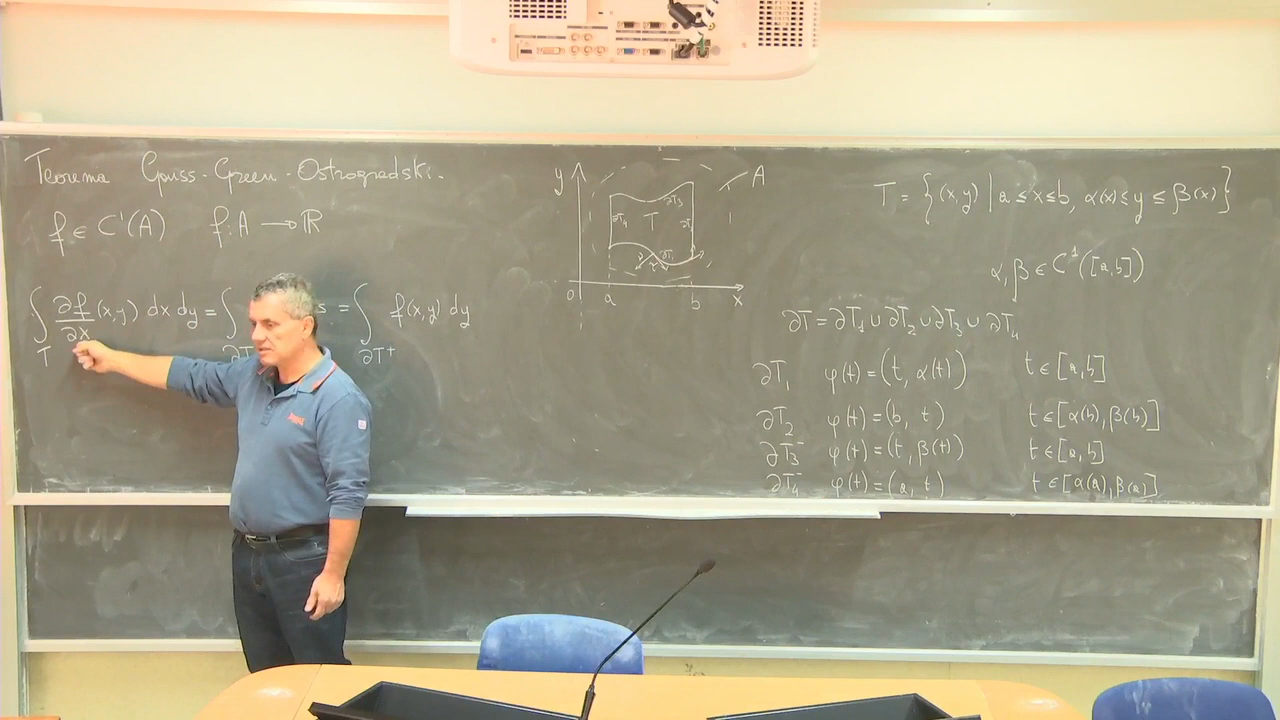 Teorema Gauss-Green-Ostrogradski.
f ∈ C¹(A) f: A → ℝ
∫_T ∂f/∂x (x,y) dx dy = ∫_∂T s = ∫_∂T⁺ f(x,y) dy
y A
∂T₃
∂T₄ T
∂T₁
0 a b x
T = {(x,y) | a ≤ x ≤ b, α(x) ≤ y ≤ β(x)}
α, β ∈ C¹([a,b])
∂T = ∂T₁ ∪ ∂T₂ ∪ ∂T₃ ∪ ∂T₄
∂T₁ φ(t) = (t, α(t)) t ∈ [a,b]
∂T₂ φ(t) = (b, t) t ∈ [α(b), β(b)]
∂T₃⁻ φ(t) = (t, β(t)) t ∈ [a,b]
∂T₄⁻ φ(t) = (a, t) t ∈ [α(a), β(a)]